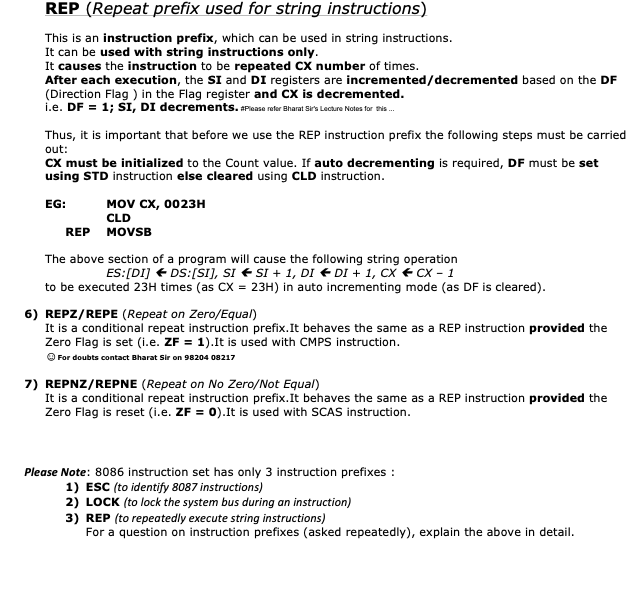 REP (Repeat prefix used for string instructions)
This is an instruction prefix, which can be used in string instructions.
It can be used with string instructions only.
It causes the instruction to be repeated CX number of times.
After each execution, the SI and DI registers are incremented/decremented based on the DF
(Direction Flag ) in the Flag register and CX is decremented.
i.e. DF = 1; SI, DI decrements. #Please refer Bharat Sir's Lecture Notes for this ...
Thus, it is important that before we use the REP instruction prefix the following steps must be carried
out:
CX must be initialized to the Count value. If auto decrementing is required, DF must be set
using STD instruction else cleared using CLD instruction.
EG: MOV CX, 0023H
CLD
REP MOVSB
The above section of a program will cause the following string operation
ES:[DI] 🡸 DS:[SI], SI 🡸 SI + 1, DI 🡸 DI + 1, CX 🡸 CX – 1
to be executed 23H times (as CX = 23H) in auto incrementing mode (as DF is cleared).
6) REPZ/REPE (Repeat on Zero/Equal)
It is a conditional repeat instruction prefix.It behaves the same as a REP instruction provided the
Zero Flag is set (i.e. ZF = 1).It is used with CMPS instruction.
☺ For doubts contact Bharat Sir on 98204 08217
7) REPNZ/REPNE (Repeat on No Zero/Not Equal)
It is a conditional repeat instruction prefix.It behaves the same as a REP instruction provided the
Zero Flag is reset (i.e. ZF = 0).It is used with SCAS instruction.
Please Note: 8086 instruction set has only 3 instruction prefixes :
1) ESC (to identify 8087 instructions)
2) LOCK (to lock the system bus during an instruction)
3) REP (to repeatedly execute string instructions)
For a question on instruction prefixes (asked repeatedly), explain the above in detail.